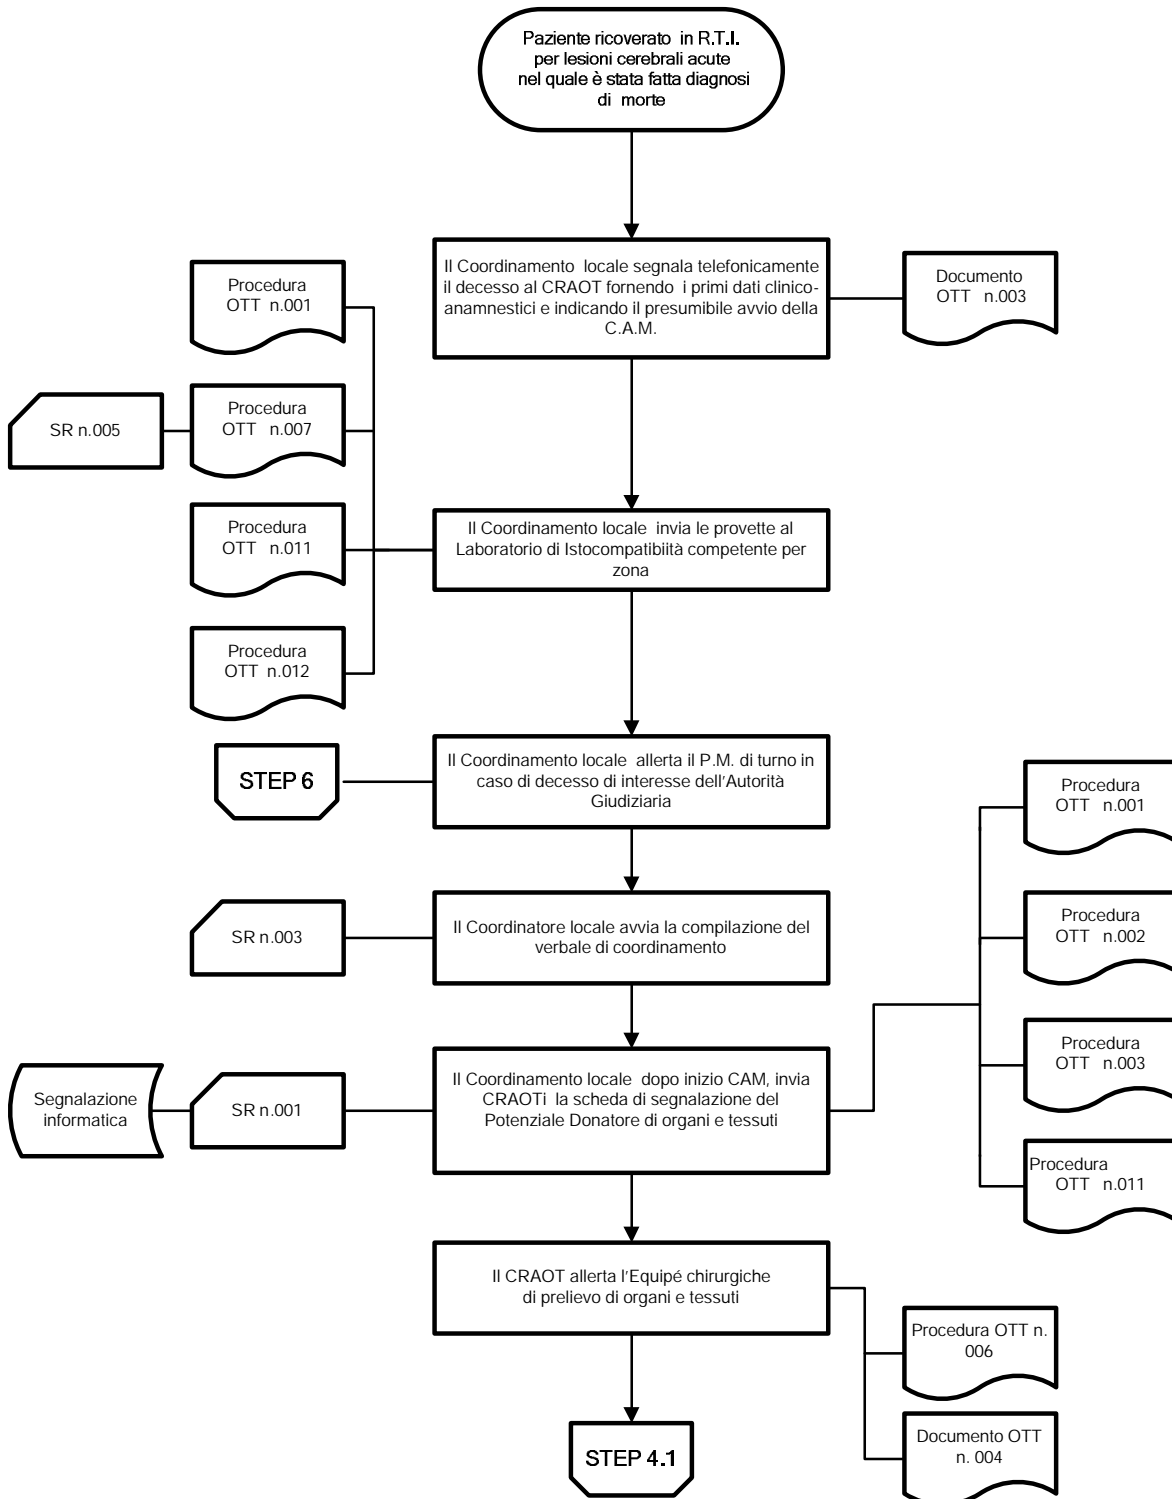 Paziente ricoverato in R.T.I.
per lesioni cerebrali acute
nel quale è stata fatta diagnosi
di morte
Il Coordinamento locale segnala telefonicamente
il decesso al CRAOT fornendo i primi dati clinico-
anamnestici e indicando il presumibile avvio della
C.A.M.
Documento
OTT n.003
Procedura
OTT n.001
SR n.005
Procedura
OTT n.007
Procedura
OTT n.011
Procedura
OTT n.012
Il Coordinamento locale invia le provette al
Laboratorio di Istocompatibiità competente per
zona
STEP 6
Il Coordinamento locale allerta il P.M. di turno in
caso di decesso di interesse dell'Autorità
Giudiziaria
Procedura
OTT n.001
SR n.003
Il Coordinatore locale avvia la compilazione del
verbale di coordinamento
Procedura
OTT n.002
Procedura
OTT n.003
Segnalazione
informatica
SR n.001
Il Coordinamento locale dopo inizio CAM, invia
CRAOTi la scheda di segnalazione del
Potenziale Donatore di organi e tessuti
Procedura
OTT n.011
Il CRAOT allerta l'Equipé chirurgiche
di prelievo di organi e tessuti
Procedura OTT n.
006
Documento OTT
n. 004
STEP 4.1